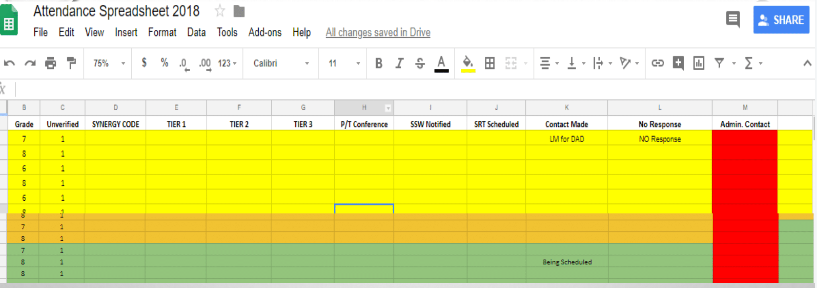 Attendance Spreadsheet 2018
File Edit View Insert Format Data Tools Add-ons Help All changes saved in Drive
SHARE
75% $ % .0 .00 123 Calibri 11 B I S A
B C D E F G H I J K L M
Grade Unverified SYNERGY CODE TIER 1 TIER 2 TIER 3 P/T Conference SSW Notified SRT Scheduled Contact Made No Response Admin. Contact
7 1 LM for DAD NO Response
8 1
6 1
8 1
6 1
8
7 1
8 1
7 1
8 1 Being Scheduled
8 1